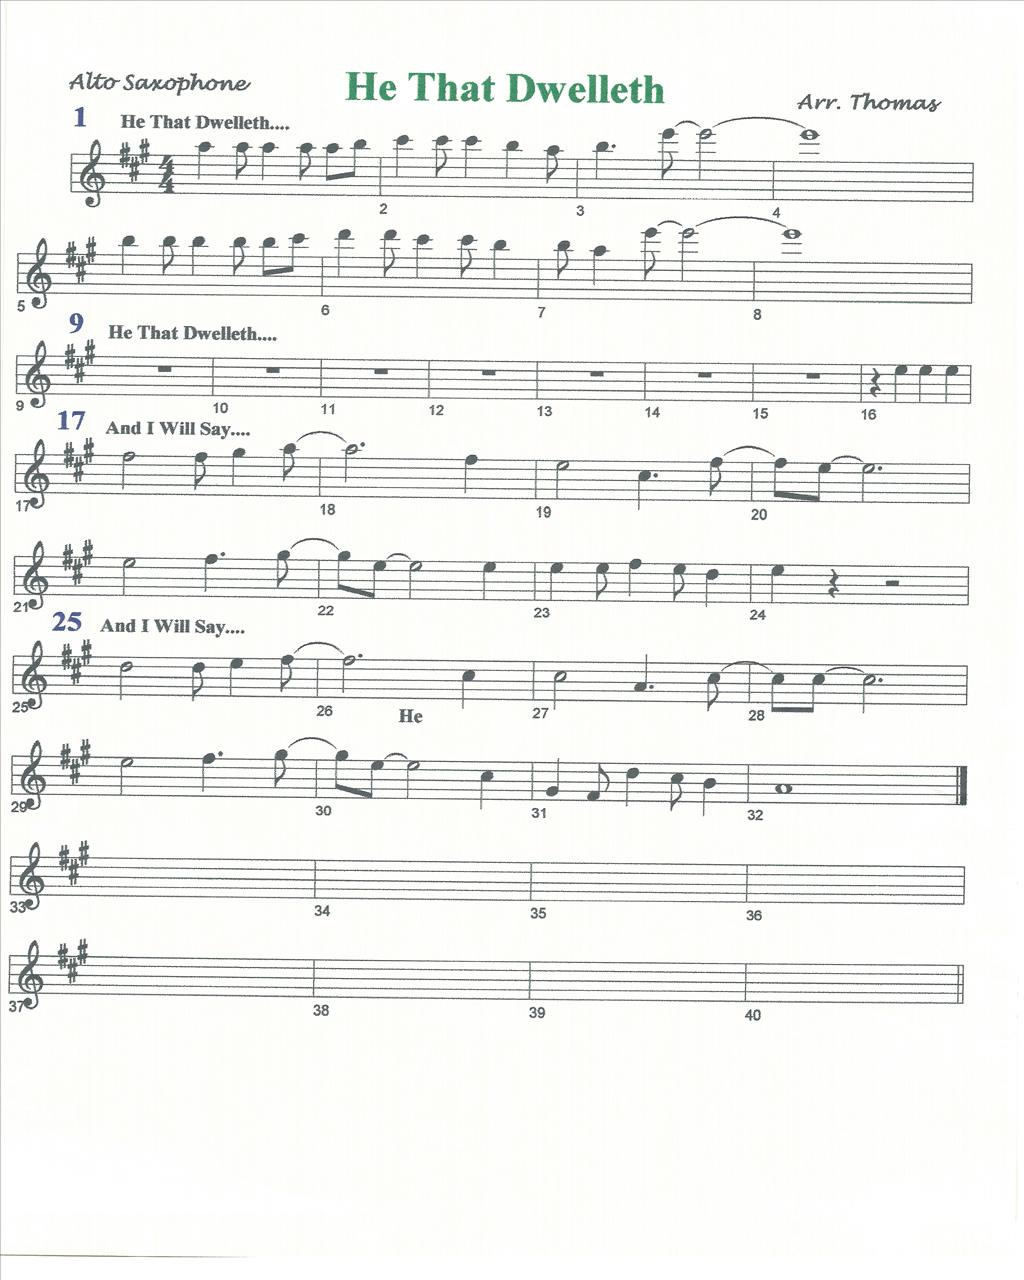 Alto Saxophone
He That Dwelleth
Arr. Thomas
1 He That Dwelleth....
4
4
2 3 4
5 6 7 8
9 He That Dwelleth....
9 10 11 12 13 14 15 16
17 And I Will Say....
17 18 19 20
21 22 23 24
25 And I Will Say....
25 26 27 28
He
29 30 31 32
33 34 35 36
37 38 39 40